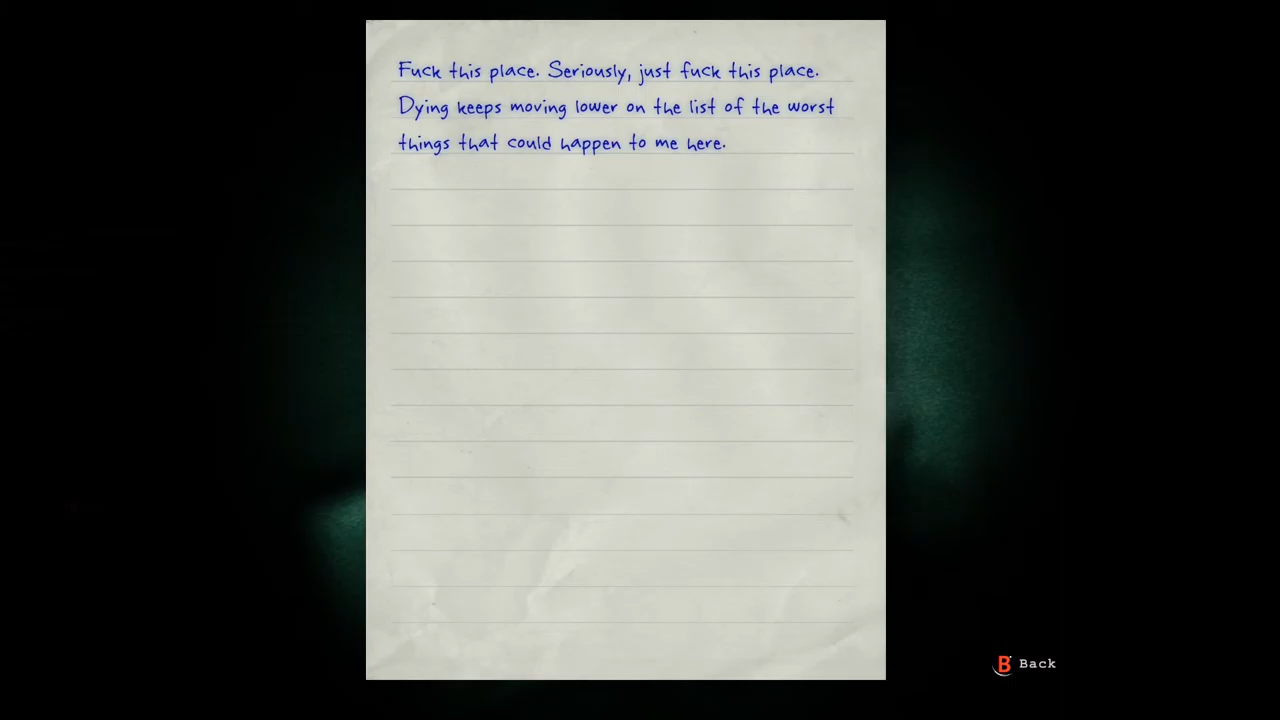 Fuck this place. Seriously, just fuck this place.
Dying keeps moving lower on the list of the worst
things that could happen to me here.
B Back